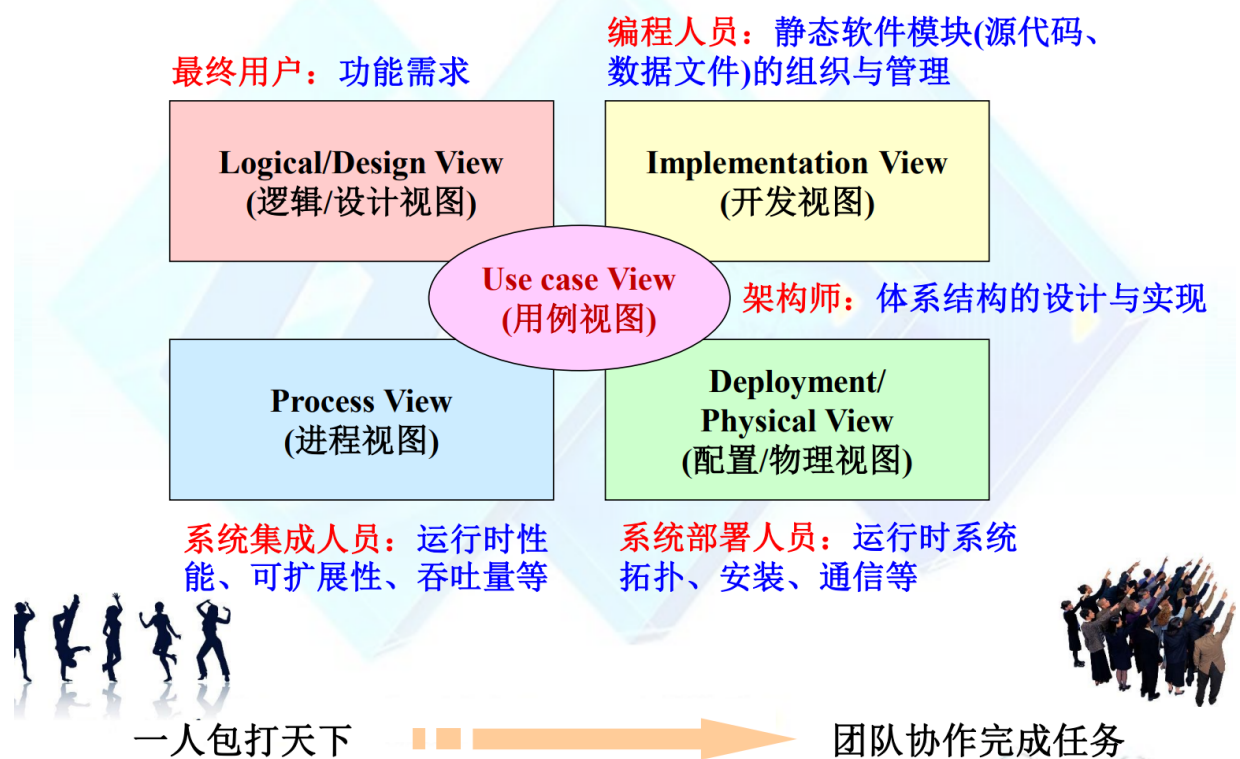 最终用户：功能需求
编程人员：静态软件模块(源代码、
数据文件)的组织与管理
Logical/Design View
(逻辑/设计视图)
Implementation View
(开发视图)
Use case View
(用例视图)
架构师：体系结构的设计与实现
Process View
(进程视图)
Deployment/
Physical View
(配置/物理视图)
系统集成人员：运行时性
能、可扩展性、吞吐量等
系统部署人员：运行时系统
拓扑、安装、通信等
一人包打天下
团队协作完成任务